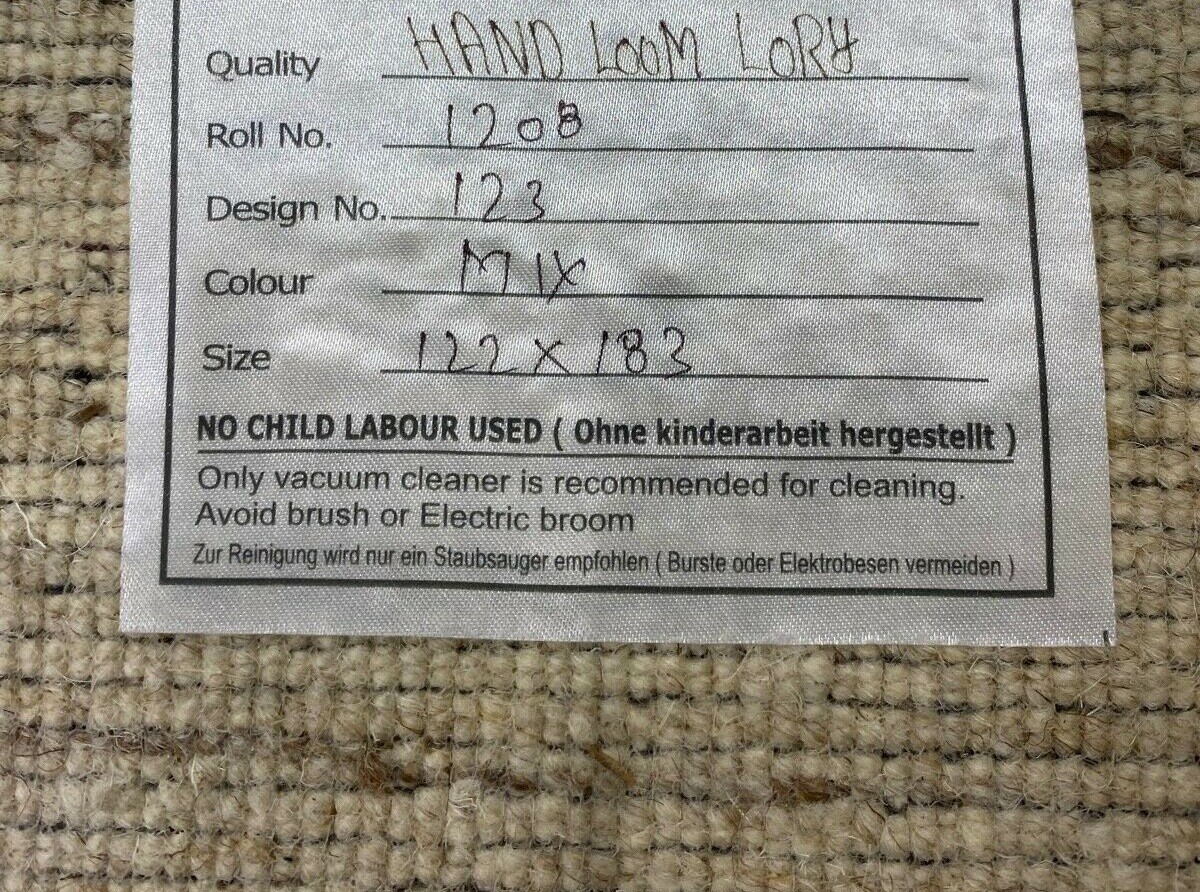 Quality HAND LOOM LORY
Roll No. 1208
Design No. 123
Colour MIX
Size 122 X 183
NO CHILD LABOUR USED ( Ohne kinderarbeit hergestellt )
Only vacuum cleaner is recommended for cleaning.
Avoid brush or Electric broom
Zur Reinigung wird nur ein Staubsauger empfohlen ( Burste oder Elektrobesen vermeiden )